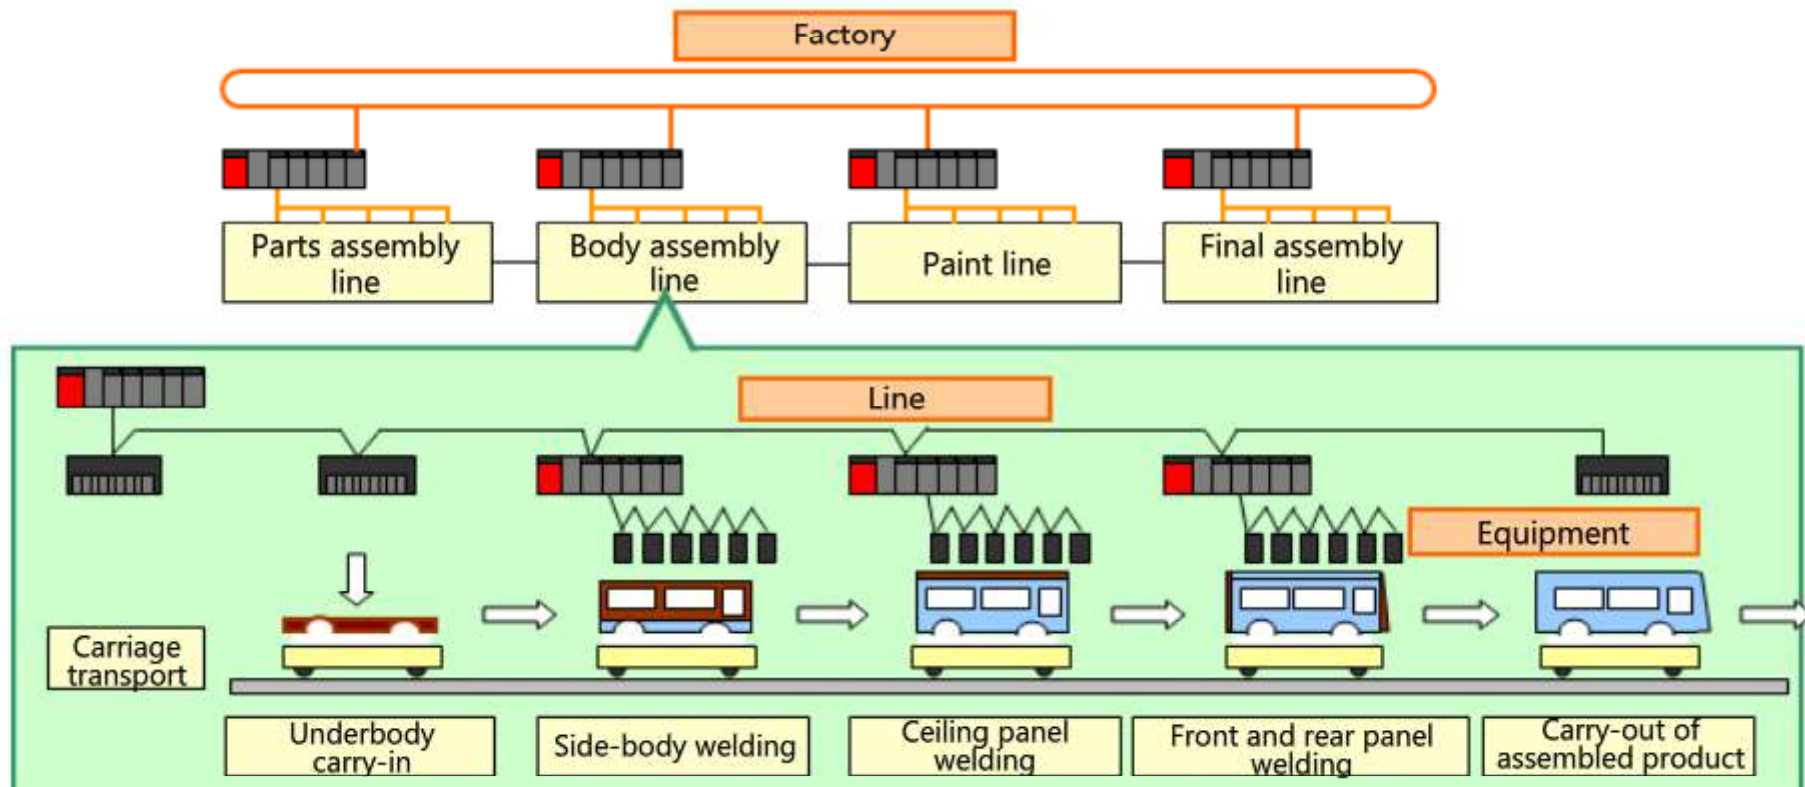 Factory
Parts assembly
line
Body assembly
line
Paint line
Final assembly
line
Line
Equipment
Carriage
transport
Underbody
carry-in
Side-body welding
Ceiling panel
welding
Front and rear panel
welding
Carry-out of
assembled product